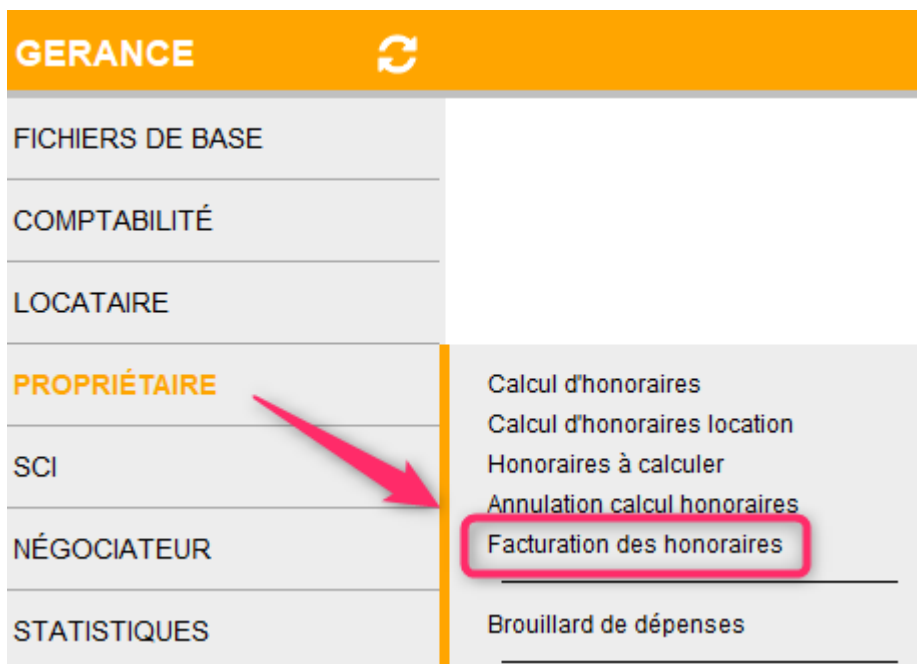 GERANCE
FICHIERS DE BASE
COMPTABILITÉ
LOCATAIRE
PROPRIÉTAIRE
SCI
NÉGOCIATEUR
STATISTIQUES
Calcul d'honoraires
Calcul d'honoraires location
Honoraires à calculer
Annulation calcul honoraires
Facturation des honoraires
Brouillard de dépenses